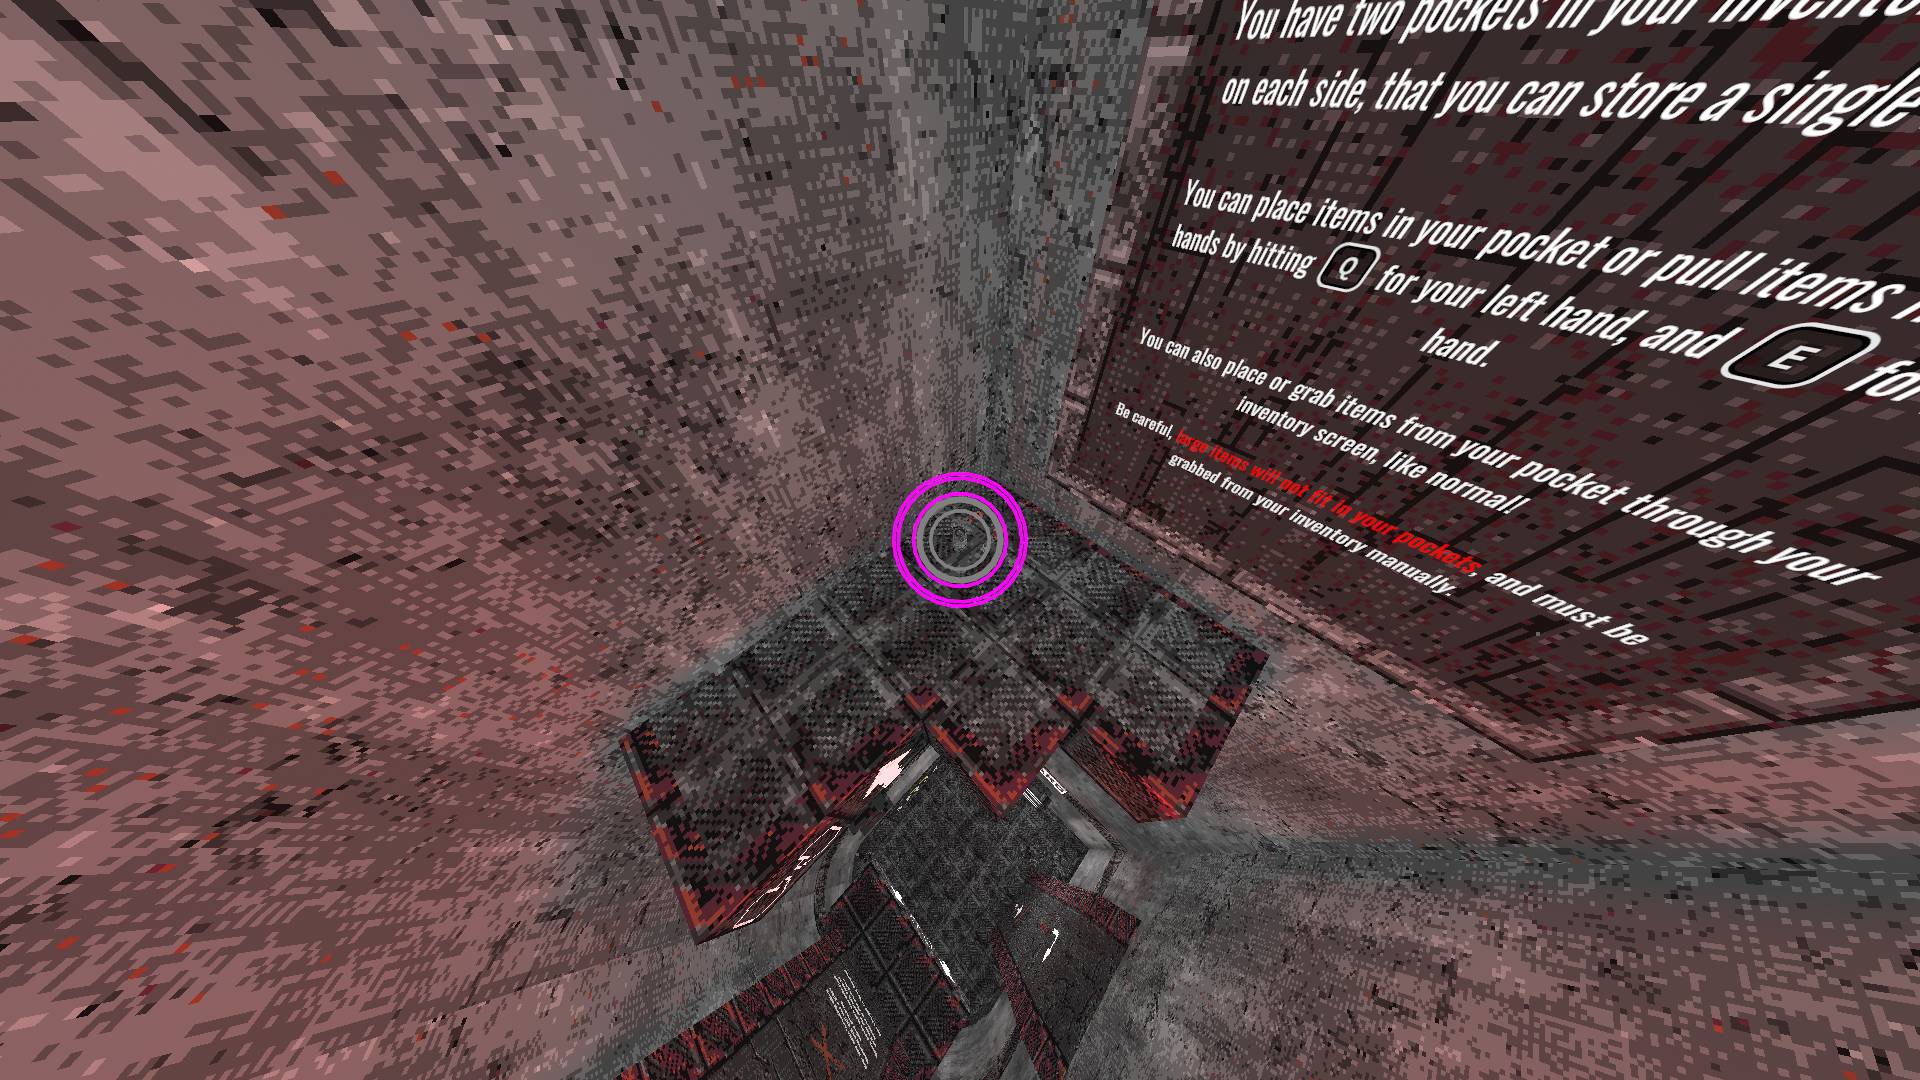 You have two pockets in your
on each side, that you can store a single
You can place items in your pocket or pull items
hands by hitting Q for your left hand, and E for
hand.
You can also place or grab items from your pocket through your
inventory screen, like normal!
Be careful, large items will not fit in your pockets, and must be
grabbed from your inventory manually.